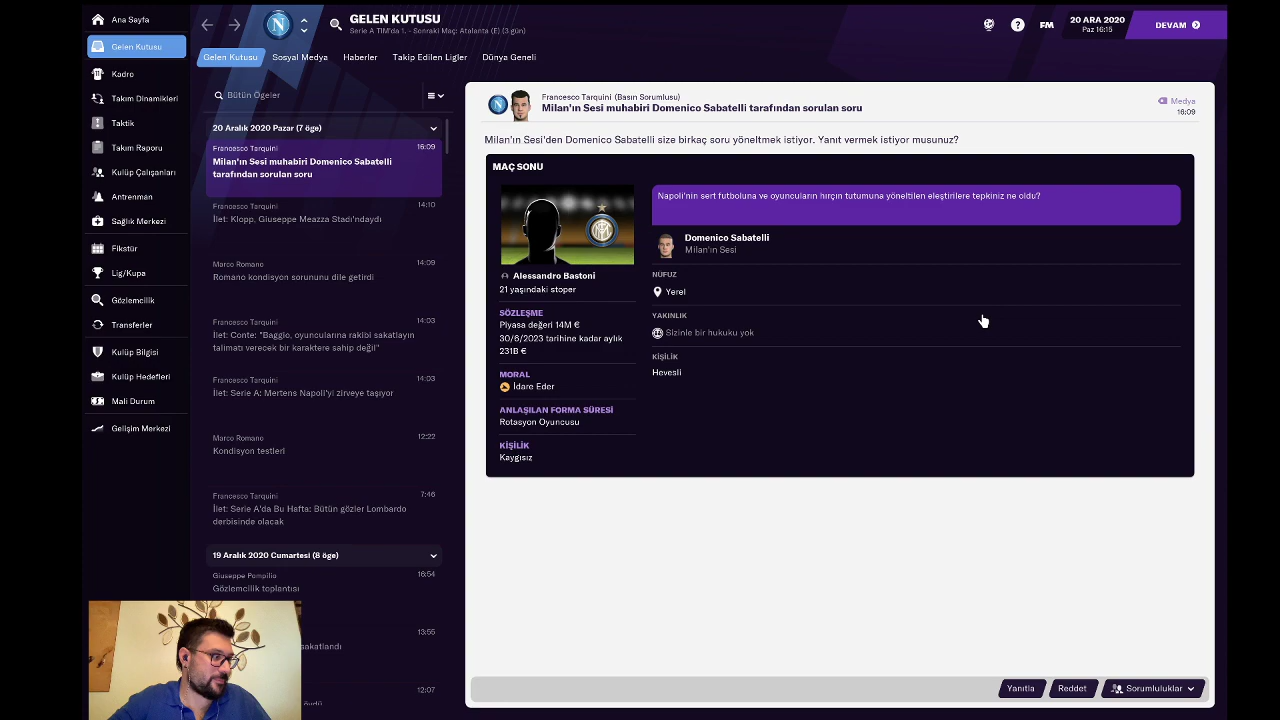 Ana Sayfa
Gelen Kutusu
Kadro
Takım Dinamikleri
Taktik
Takım Raporu
Kulüp Çalışanları
Antrenman
Sağlık Merkezi
Fikstür
Lig/Kupa
Gözlemcilik
Transferler
Kulüp Bilgisi
Kulüp Hedefleri
Mali Durum
Gelişim Merkezi
GELEN KUTUSU
Serie A TIM'da 1. - Sonraki Maç: Atalanta (E) (3 gün)
FM
20 ARA 2020
Paz 16:15
DEVAM
Gelen Kutusu
Sosyal Medya
Haberler
Takip Edilen Ligler
Dünya Geneli
Bütün Ögeler
20 Aralık 2020 Pazar (7 öge)
Francesco Tarquini 16:09
Milan'ın Sesi muhabiri Domenico Sabatelli
tarafından sorulan soru
Francesco Tarquini 14:10
İlet: Klopp, Giuseppe Meazza Stadı'ndaydı
Marco Romano 14:09
Romano kondisyon sorununu dile getirdi
Francesco Tarquini 14:03
İlet: Conte: "Baggio, oyuncularına rakibi sakatlayın
talimatı verecek bir karaktere sahip değil"
Francesco Tarquini 14:03
İlet: Serie A: Mertens Napoli'yi zirveye taşıyor
Marco Romano 12:22
Kondisyon testleri
Francesco Tarquini 7:46
İlet: Serie A'da Bu Hafta: Bütün gözler Lombardo
derbisinde olacak
19 Aralık 2020 Cumartesi (8 öge)
Giuseppe Pompilio 16:54
Gözlemcilik toplantısı
13:55
sakatlandı
12:07
Francesco Tarquini (Basın Sorumlusu)
Milan'ın Sesi muhabiri Domenico Sabatelli tarafından sorulan soru
Medya
16:09
Milan'ın Sesi'den Domenico Sabatelli size birkaç soru yöneltmek istiyor. Yanıt vermek istiyor musunuz?
MAÇ SONU
Alessandro Bastoni
21 yaşındaki stoper
SÖZLEŞME
Piyasa değeri 14M €
30/6/2023 tarihine kadar aylık
231B €
MORAL
İdare Eder
ANLAŞILAN FORMA SÜRESİ
Rotasyon Oyuncusu
KİŞİLİK
Kaygısız
Napoli'nin sert futboluna ve oyuncuların hırçın tutumuna yöneltilen eleştirilere tepkiniz ne oldu?
Domenico Sabatelli
Milan'ın Sesi
NÜFUZ
Yerel
YAKINLIK
Sizinle bir hukuku yok
KİŞİLİK
Hevesli
Yanıtla
Reddet
Sorumluluklar